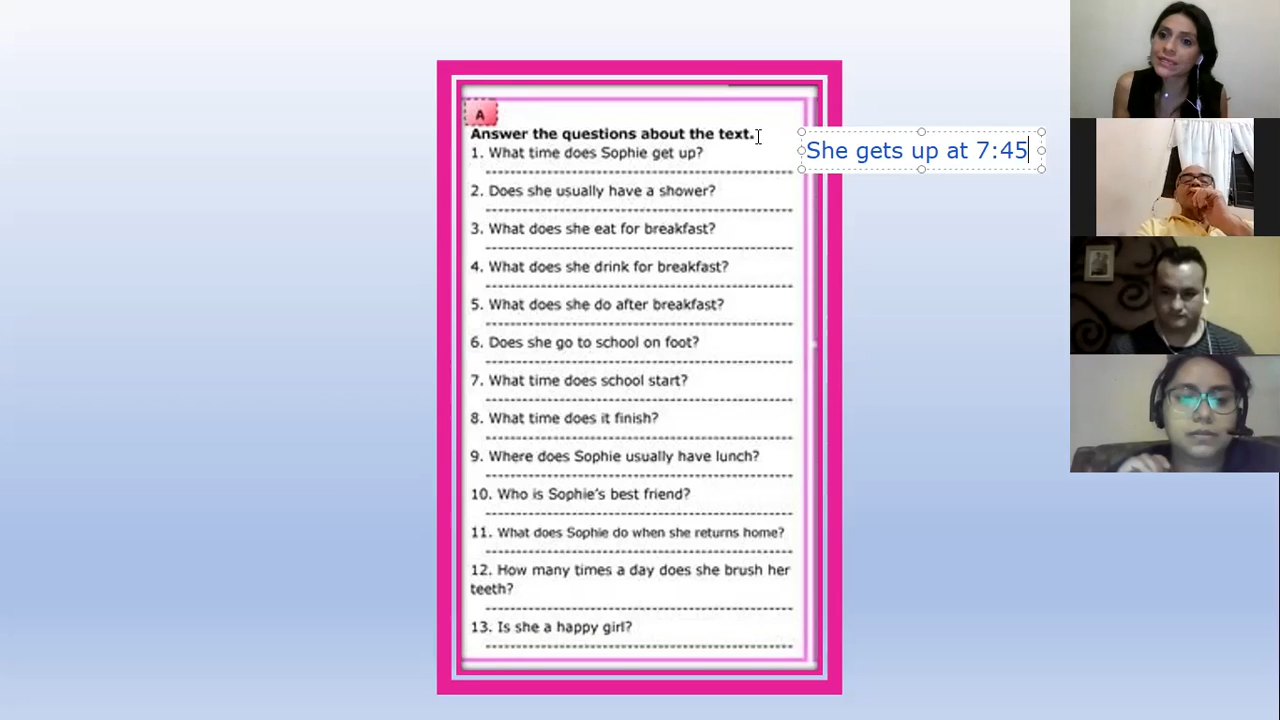 A
Answer the questions about the text.
1. What time does Sophie get up?
She gets up at 7:45
2. Does she usually have a shower?
3. What does she eat for breakfast?
4. What does she drink for breakfast?
5. What does she do after breakfast?
6. Does she go to school on foot?
7. What time does school start?
8. What time does it finish?
9. Where does Sophie usually have lunch?
10. Who is Sophie's best friend?
11. What does Sophie do when she returns home?
12. How many times a day does she brush her
teeth?
13. Is she a happy girl?